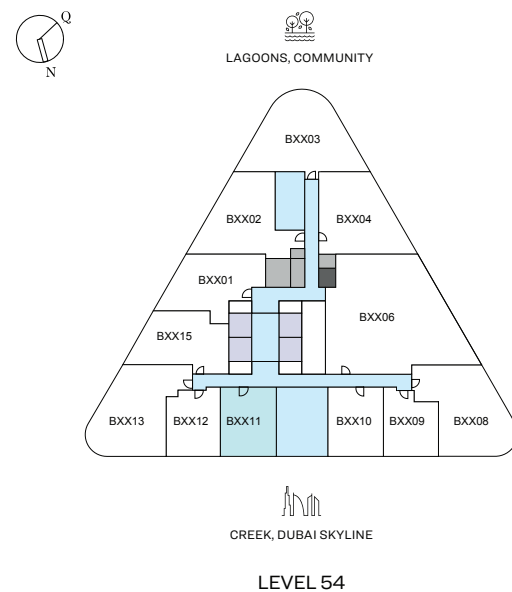 Q
N
LAGOONS, COMMUNITY
BXX03
BXX02
BXX04
BXX01
BXX06
BXX15
BXX13
BXX12
BXX11
BXX10
BXX09
BXX08
CREEK, DUBAI SKYLINE
LEVEL 54